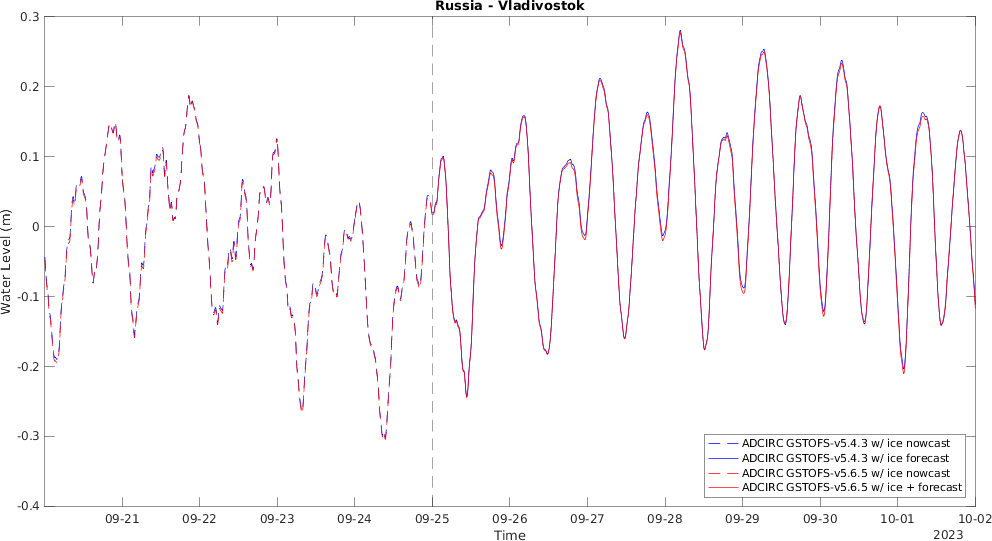 Russia - Vladivostok
Water Level (m)
0.3
0.2
0.1
0
-0.1
-0.2
-0.3
-0.4
ADCIRC GSTOFS-v5.4.3 w/ ice nowcast
ADCIRC GSTOFS-v5.4.3 w/ ice forecast
ADCIRC GSTOFS-v5.6.5 w/ ice nowcast
ADCIRC GSTOFS-v5.6.5 w/ ice + forecast
09-21 09-22 09-23 09-24 09-25 09-26 09-27 09-28 09-29 09-30 10-01 10-02
Time
2023